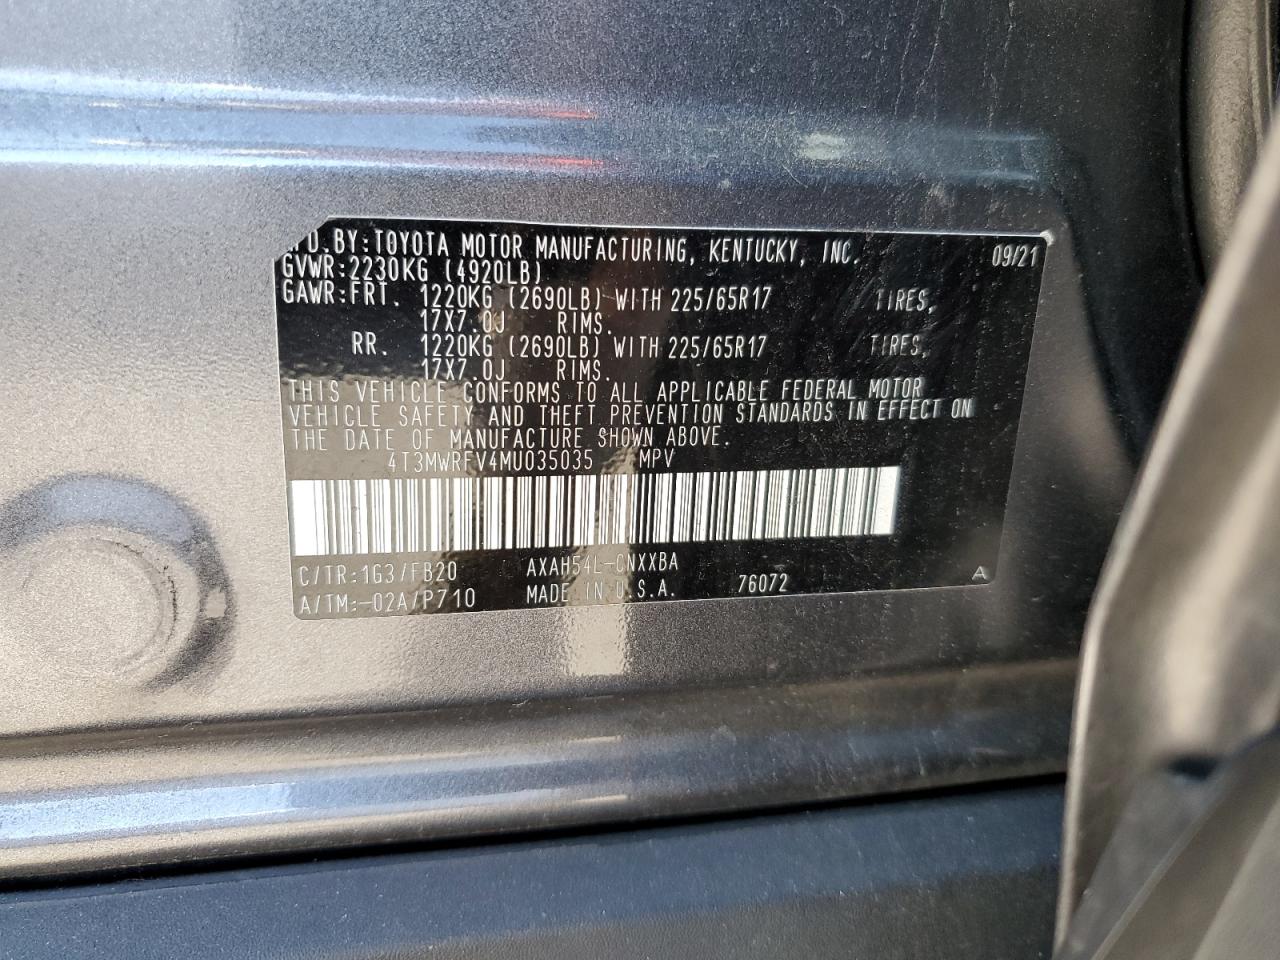 MFD.BY:TOYOTA MOTOR MANUFACTURING, KENTUCKY, INC. 09/21
GVWR:2230KG (4920LB)
GAWR:FRT. 1220KG (2690LB) WITH 225/65R17 TIRES,
17X7.0J RIMS.
RR. 1220KG (2690LB) WITH 225/65R17 TIRES,
17X7.0J RIMS.
THIS VEHICLE CONFORMS TO ALL APPLICABLE FEDERAL MOTOR
VEHICLE SAFETY AND THEFT PREVENTION STANDARDS IN EFFECT ON
THE DATE OF MANUFACTURE SHOWN ABOVE.
4T3MWRFV4MU035035 MPV
C/TR:1G3/FB20 AXAH54L-CNXXBA
A/TM:-02A/P710 MADE IN U.S.A. 76072 A